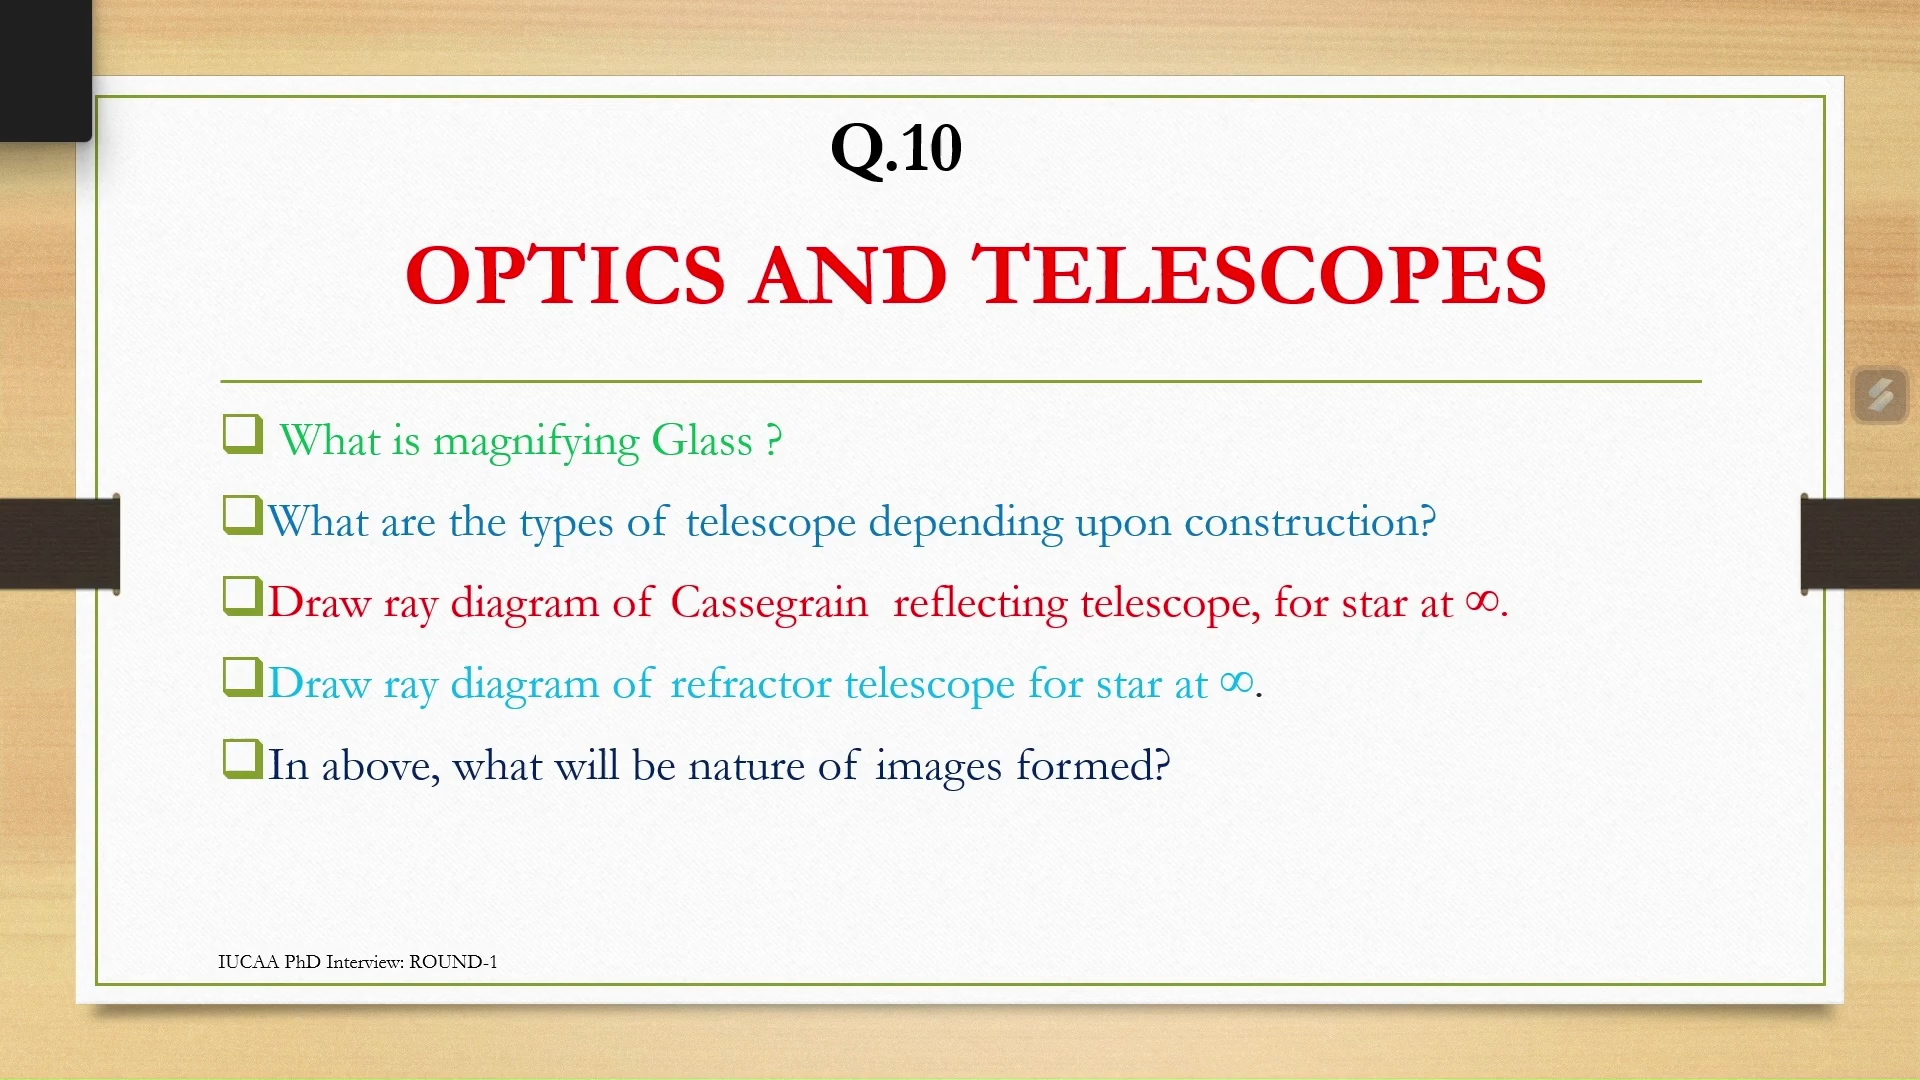 Q.10
OPTICS AND TELESCOPES
What is magnifying Glass ?
What are the types of telescope depending upon construction?
Draw ray diagram of Cassegrain reflecting telescope, for star at ∞.
Draw ray diagram of refractor telescope for star at ∞.
In above, what will be nature of images formed?
IUCAA PhD Interview: ROUND-1